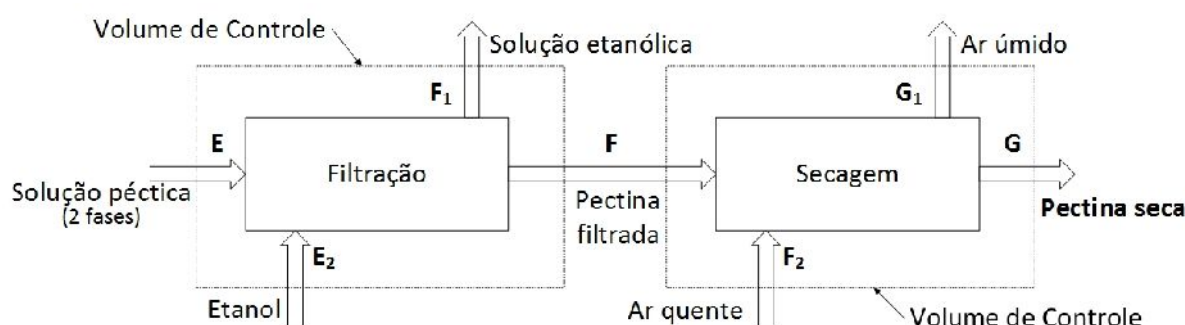 Volume de Controle
Solução etanólica
Ar úmido
F₁
G₁
E
F
G
Filtração
Secagem
Solução péctica
(2 fases)
Pectina
filtrada
Pectina seca
E₂
F₂
Etanol
Ar quente
Volume de Controle